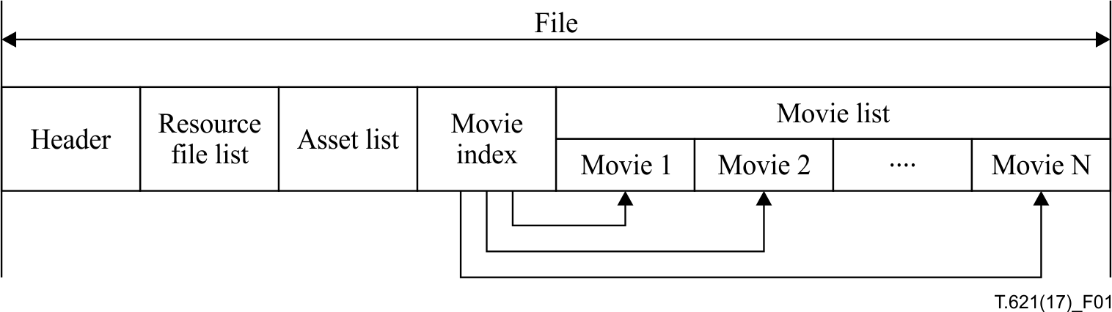 File
Header
Resource
file list
Asset list
Movie
index
Movie list
Movie 1
Movie 2
....
Movie N
T.621(17)_F01